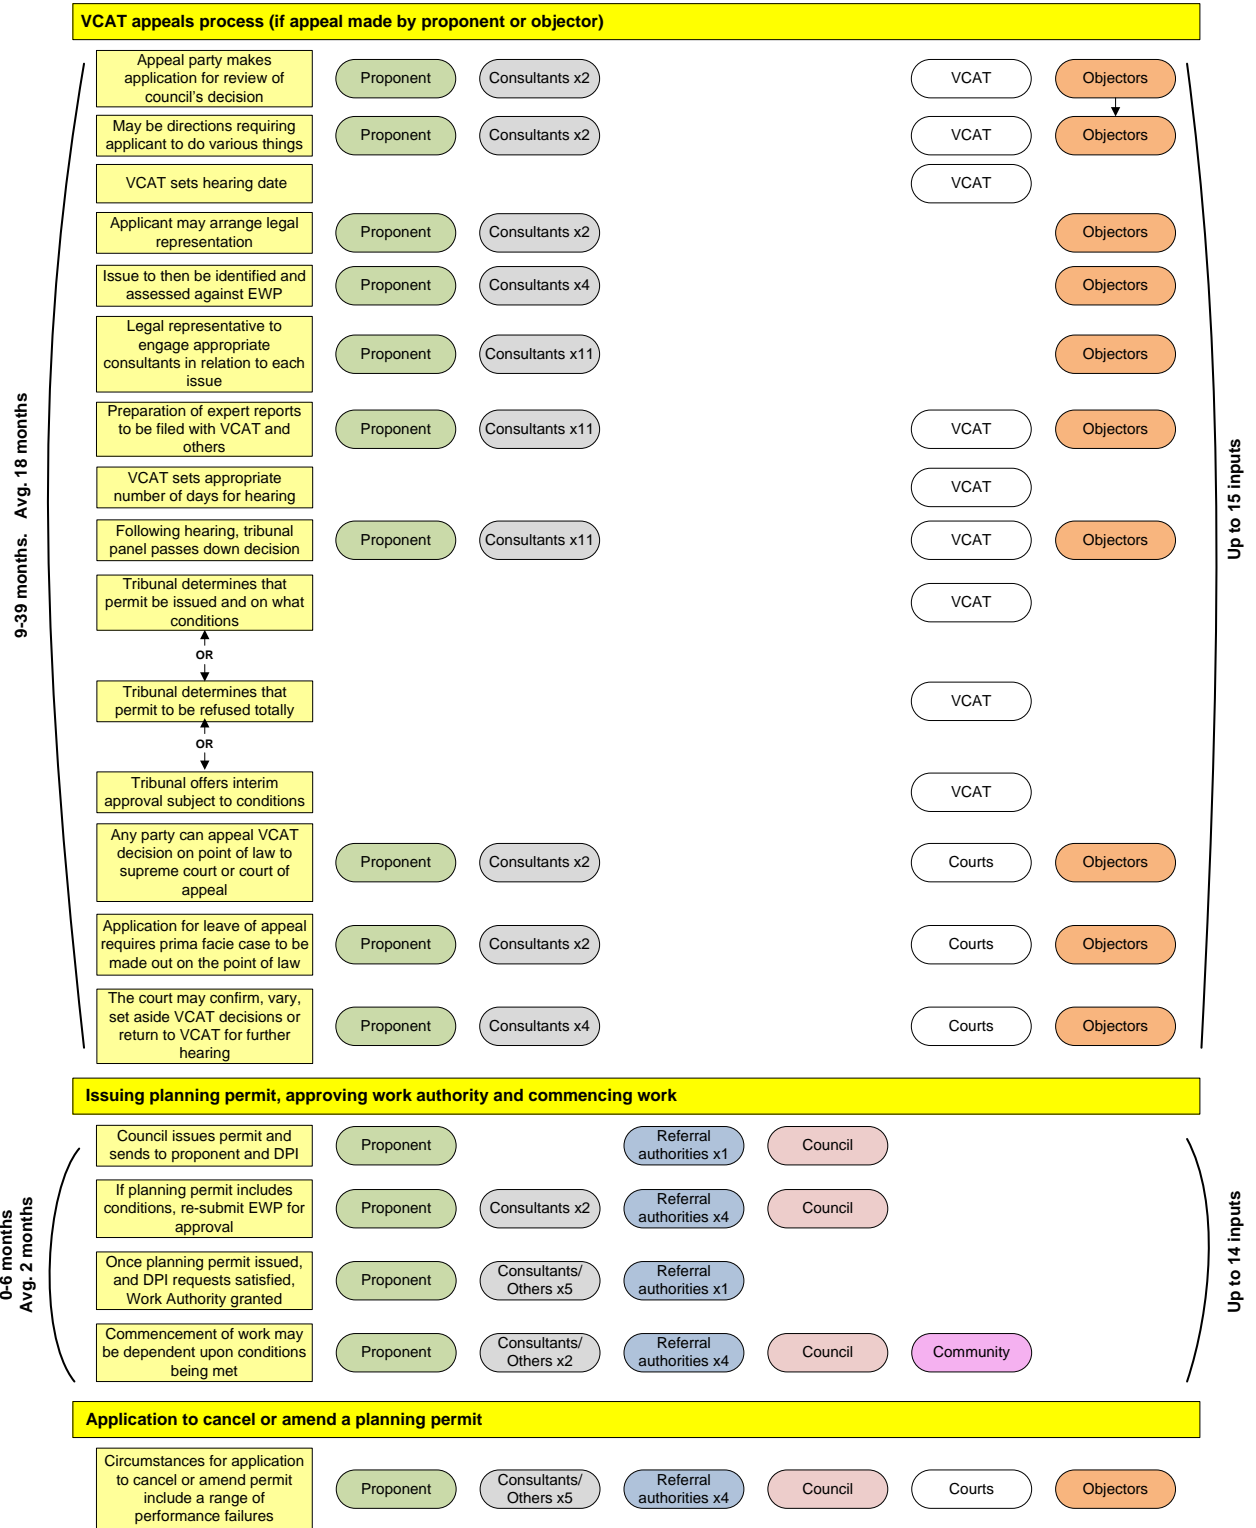 VCAT appeals process (if appeal made by proponent or objector)
Appeal party makes
application for review of
council's decision
Proponent
Consultants x2
VCAT
Objectors
May be directions requiring
applicant to do various things
Proponent
Consultants x2
VCAT
Objectors
VCAT sets hearing date
VCAT
Applicant may arrange legal
representation
Proponent
Consultants x2
Objectors
Issue to then be identified and
assessed against EWP
Proponent
Consultants x4
Objectors
Legal representative to
engage appropriate
consultants in relation to each
issue
Proponent
Consultants x11
Objectors
Preparation of expert reports
to be filed with VCAT and
others
Proponent
Consultants x11
VCAT
Objectors
VCAT sets appropriate
number of days for hearing
VCAT
Following hearing, tribunal
panel passes down decision
Proponent
Consultants x11
VCAT
Objectors
Tribunal determines that
permit be issued and on what
conditions
VCAT
OR
Tribunal determines that
permit to be refused totally
VCAT
OR
Tribunal offers interim
approval subject to conditions
VCAT
Any party can appeal VCAT
decision on point of law to
supreme court or court of
appeal
Proponent
Consultants x2
Courts
Objectors
Application for leave of appeal
requires prima facie case to be
made out on the point of law
Proponent
Consultants x2
Courts
Objectors
The court may confirm, vary,
set aside VCAT decisions or
return to VCAT for further
hearing
Proponent
Consultants x4
Courts
Objectors
9-39 months. Avg. 18 months
Up to 15 inputs
Issuing planning permit, approving work authority and commencing work
Council issues permit and
sends to proponent and DPI
Proponent
Referral
authorities x1
Council
If planning permit includes
conditions, re-submit EWP for
approval
Proponent
Consultants x2
Referral
authorities x4
Council
Once planning permit issued,
and DPI requests satisfied,
Work Authority granted
Proponent
Consultants/
Others x5
Referral
authorities x1
Commencement of work may
be dependent upon conditions
being met
Proponent
Consultants/
Others x2
Referral
authorities x4
Council
Community
0-6 months
Avg. 2 months
Up to 14 inputs
Application to cancel or amend a planning permit
Circumstances for application
to cancel or amend permit
include a range of
performance failures
Proponent
Consultants/
Others x5
Referral
authorities x4
Council
Courts
Objectors